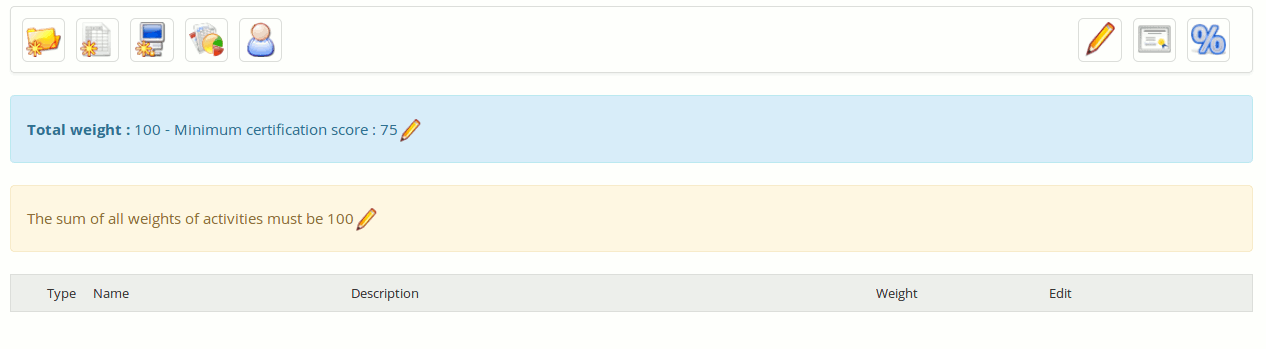 Total weight : 100 - Minimum certification score : 75
The sum of all weights of activities must be 100
Type Name Description Weight Edit